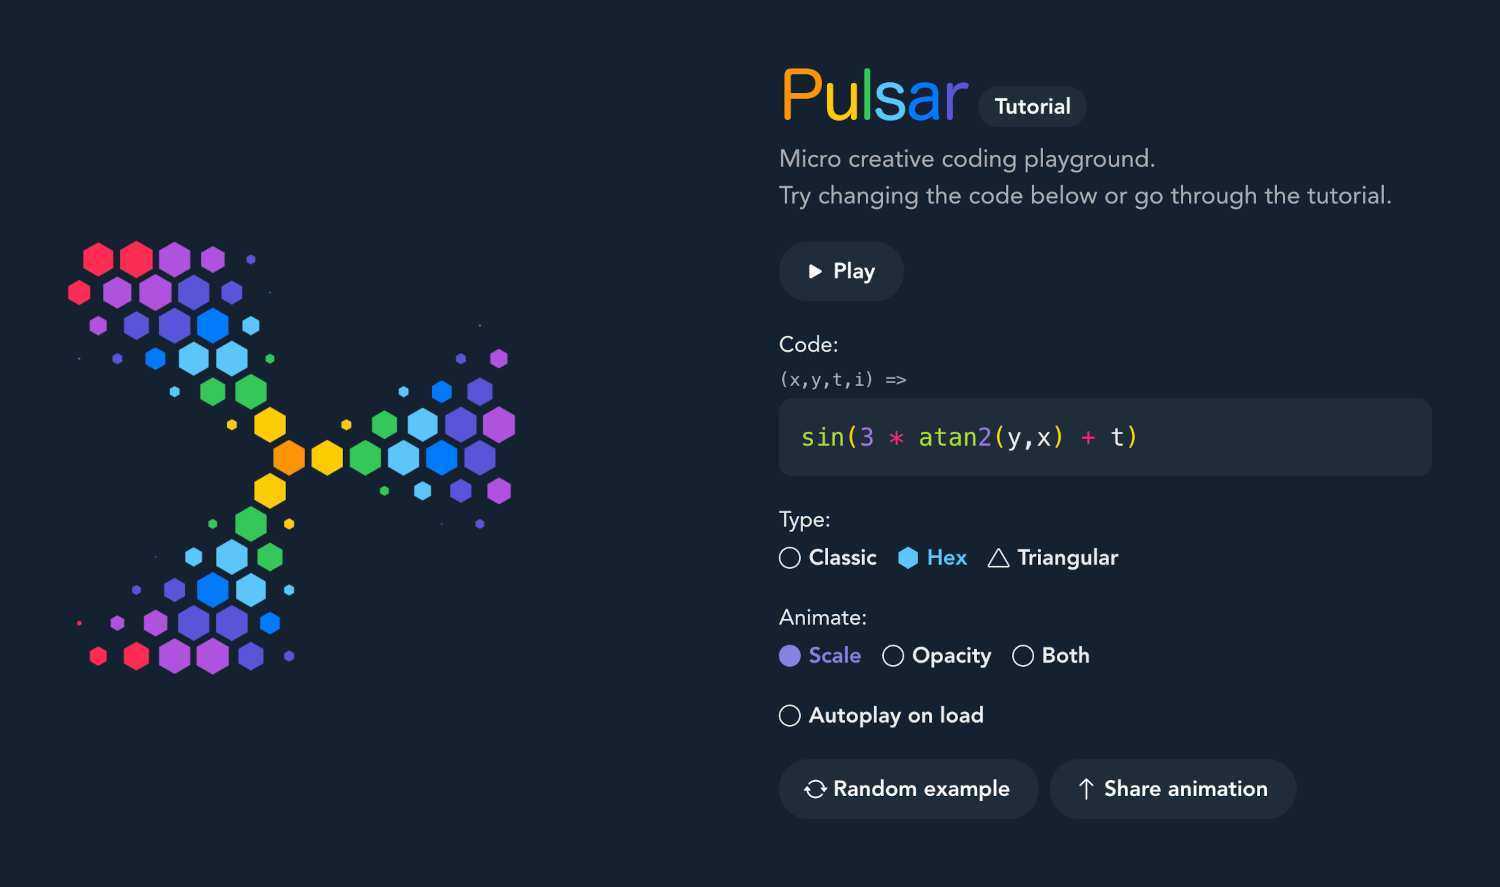 Pulsar Tutorial
Micro creative coding playground.
Try changing the code below or go through the tutorial.
Play
Code:
(x,y,t,i) =>
sin(3 * atan2(y,x) + t)
Type:
Classic Hex Triangular
Animate:
Scale Opacity Both
Autoplay on load
Random example Share animation